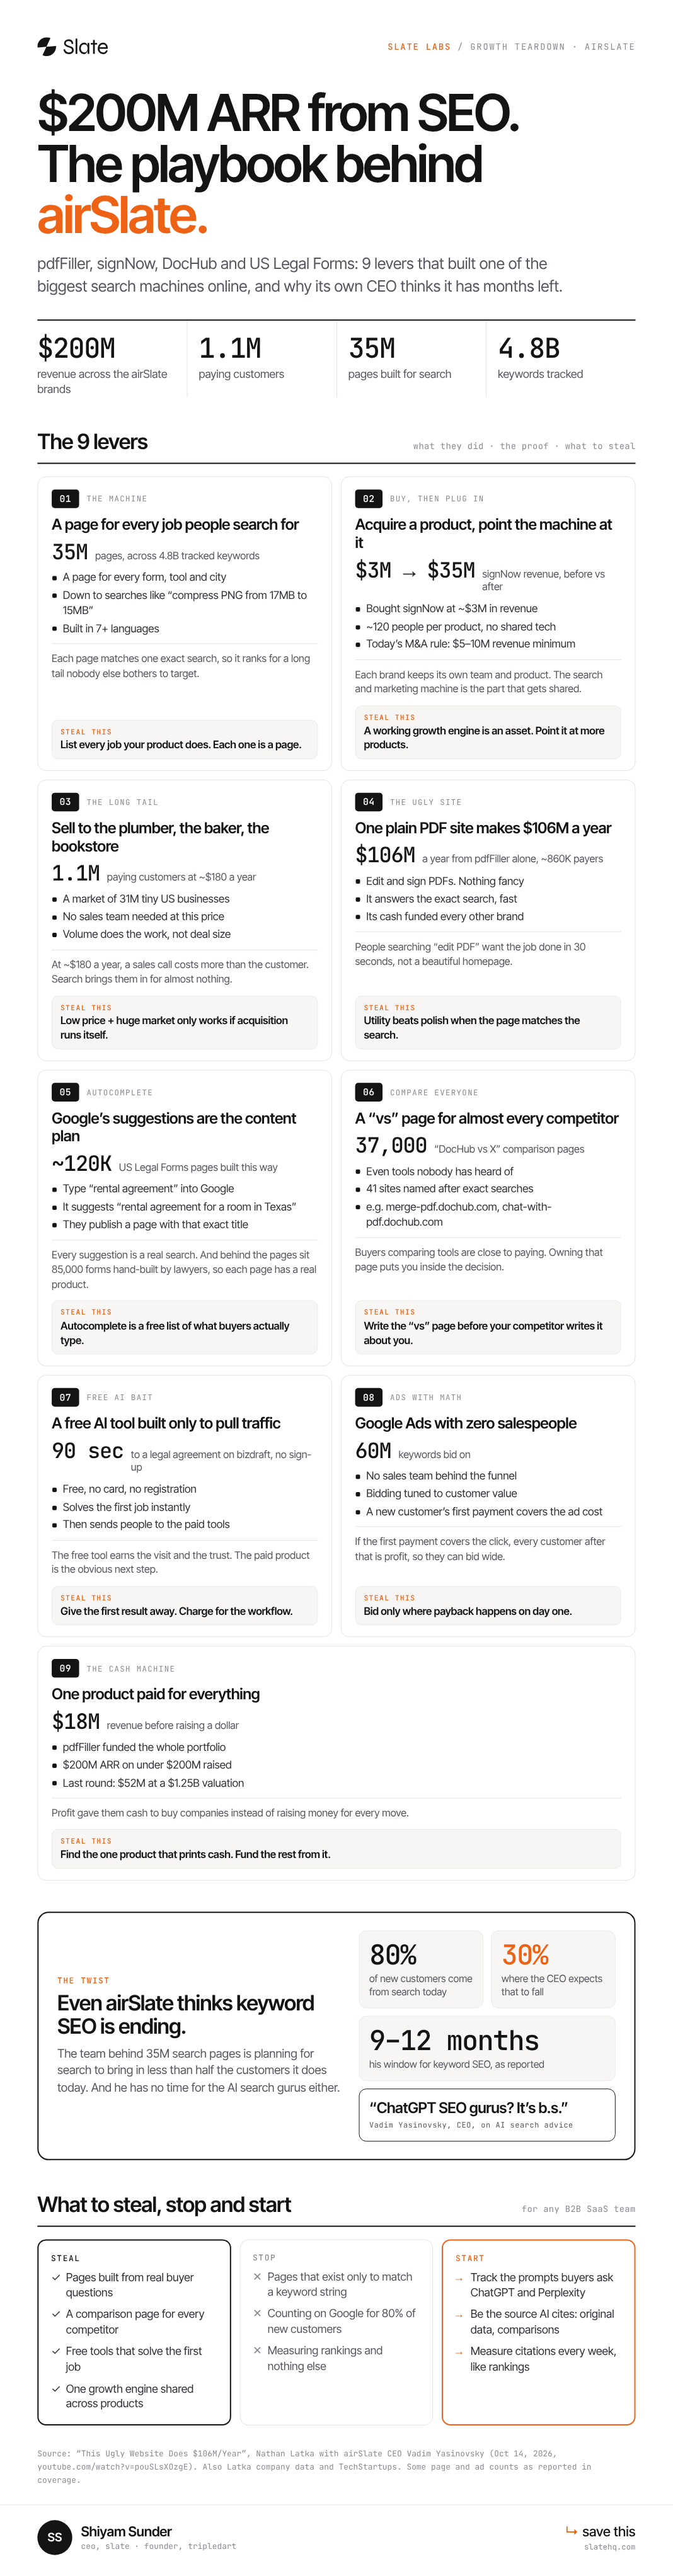 Slate
SLATE LABS / GROWTH TEARDOWN · AIRSLATE
$200M ARR from SEO.
The playbook behind
airSlate.
pdfFiller, signNow, DocHub and US Legal Forms: 9 levers that built one of the
biggest search machines online, and why its own CEO thinks it has months left.
$200M
revenue across the airSlate
brands
1.1M
paying customers
35M
pages built for search
4.8B
keywords tracked
The 9 levers
what they did · the proof · what to steal
01 THE MACHINE
A page for every job people search for
35M pages, across 4.8B tracked keywords
A page for every form, tool and city
Down to searches like “compress PNG from 17MB to
15MB”
Built in 7+ languages
Each page matches one exact search, so it ranks for a long
tail nobody else bothers to target.
STEAL THIS
List every job your product does. Each one is a page.
02 BUY, THEN PLUG IN
Acquire a product, point the machine at
it
$3M → $35M signNow revenue, before vs
after
Bought signNow at ~$3M in revenue
~120 people per product, no shared tech
Today’s M&A rule: $5–10M revenue minimum
Each brand keeps its own team and product. The search
and marketing machine is the part that gets shared.
STEAL THIS
A working growth engine is an asset. Point it at more
products.
03 THE LONG TAIL
Sell to the plumber, the baker, the
bookstore
1.1M paying customers at ~$180 a year
A market of 31M tiny US businesses
No sales team needed at this price
Volume does the work, not deal size
At ~$180 a year, a sales call costs more than the customer.
Search brings them in for almost nothing.
STEAL THIS
Low price + huge market only works if acquisition
runs itself.
04 THE UGLY SITE
One plain PDF site makes $106M a year
$106M a year from pdfFiller alone, ~860K payers
Edit and sign PDFs. Nothing fancy
It answers the exact search, fast
Its cash funded every other brand
People searching “edit PDF” want the job done in 30
seconds, not a beautiful homepage.
STEAL THIS
Utility beats polish when the page matches the
search.
05 AUTOCOMPLETE
Google’s suggestions are the content
plan
~120K US Legal Forms pages built this way
Type “rental agreement” into Google
It suggests “rental agreement for a room in Texas”
They publish a page with that exact title
Every suggestion is a real search. And behind the pages sit
85,000 forms hand-built by lawyers, so each page has a real
product.
STEAL THIS
Autocomplete is a free list of what buyers actually
type.
06 COMPARE EVERYONE
A “vs” page for almost every competitor
37,000 “DocHub vs X” comparison pages
Even tools nobody has heard of
41 sites named after exact searches
e.g. merge-pdf.dochub.com, chat-with-
pdf.dochub.com
Buyers comparing tools are close to paying. Owning that
page puts you inside the decision.
STEAL THIS
Write the “vs” page before your competitor writes it
about you.
07 FREE AI BAIT
A free AI tool built only to pull traffic
90 sec to a legal agreement on bizdraft, no sign-
up
Free, no card, no registration
Solves the first job instantly
Then sends people to the paid tools
The free tool earns the visit and the trust. The paid product
is the obvious next step.
STEAL THIS
Give the first result away. Charge for the workflow.
08 ADS WITH MATH
Google Ads with zero salespeople
60M keywords bid on
No sales team behind the funnel
Bidding tuned to customer value
A new customer’s first payment covers the ad cost
If the first payment covers the click, every customer after
that is profit, so they can bid wide.
STEAL THIS
Bid only where payback happens on day one.
09 THE CASH MACHINE
One product paid for everything
$18M revenue before raising a dollar
pdfFiller funded the whole portfolio
$200M ARR on under $200M raised
Last round: $52M at a $1.25B valuation
Profit gave them cash to buy companies instead of raising money for every move.
STEAL THIS
Find the one product that prints cash. Fund the rest from it.
THE TWIST
Even airSlate thinks keyword
SEO is ending.
The team behind 35M search pages is planning for
search to bring in less than half the customers it does
today. And he has no time for the AI search guru either.
80%
of new customers come
from search today
30%
where the CEO expects
that to fall
9–12 months
his window for keyword SEO, as reported
“ChatGPT SEO gurus? It’s b.s.”
Vadim Yasinovsky, CEO, on AI search advice
What to steal, stop and start
for any B2B SaaS team
STEAL
✓ Pages built from real buyer
questions
✓ A comparison page for every
competitor
✓ Free tools that solve the first
job
✓ One growth engine shared
across products
STOP
✕ Pages that exist only to match
a keyword string
✕ Counting on Google for 80% of
new customers
✕ Measuring rankings and
nothing else
START
→ Track the prompts buyers ask
ChatGPT and Perplexity
→ Be the source AI cites: original
data, comparisons
→ Measure citations every week,
like rankings
Source: “This Ugly Website Does $106M/Year”, Nathan Latka with airSlate CEO Vadim Yasinovsky (Oct 14, 2026,
youtube.com/watch?v=pouSLsXOzgE). Also Latka company data and TechStartups. Some page and ad counts as reported in
coverage.
SS
Shiyam Sunder
ceo, slate · founder, tripledart
↪ save this
slatehq.com